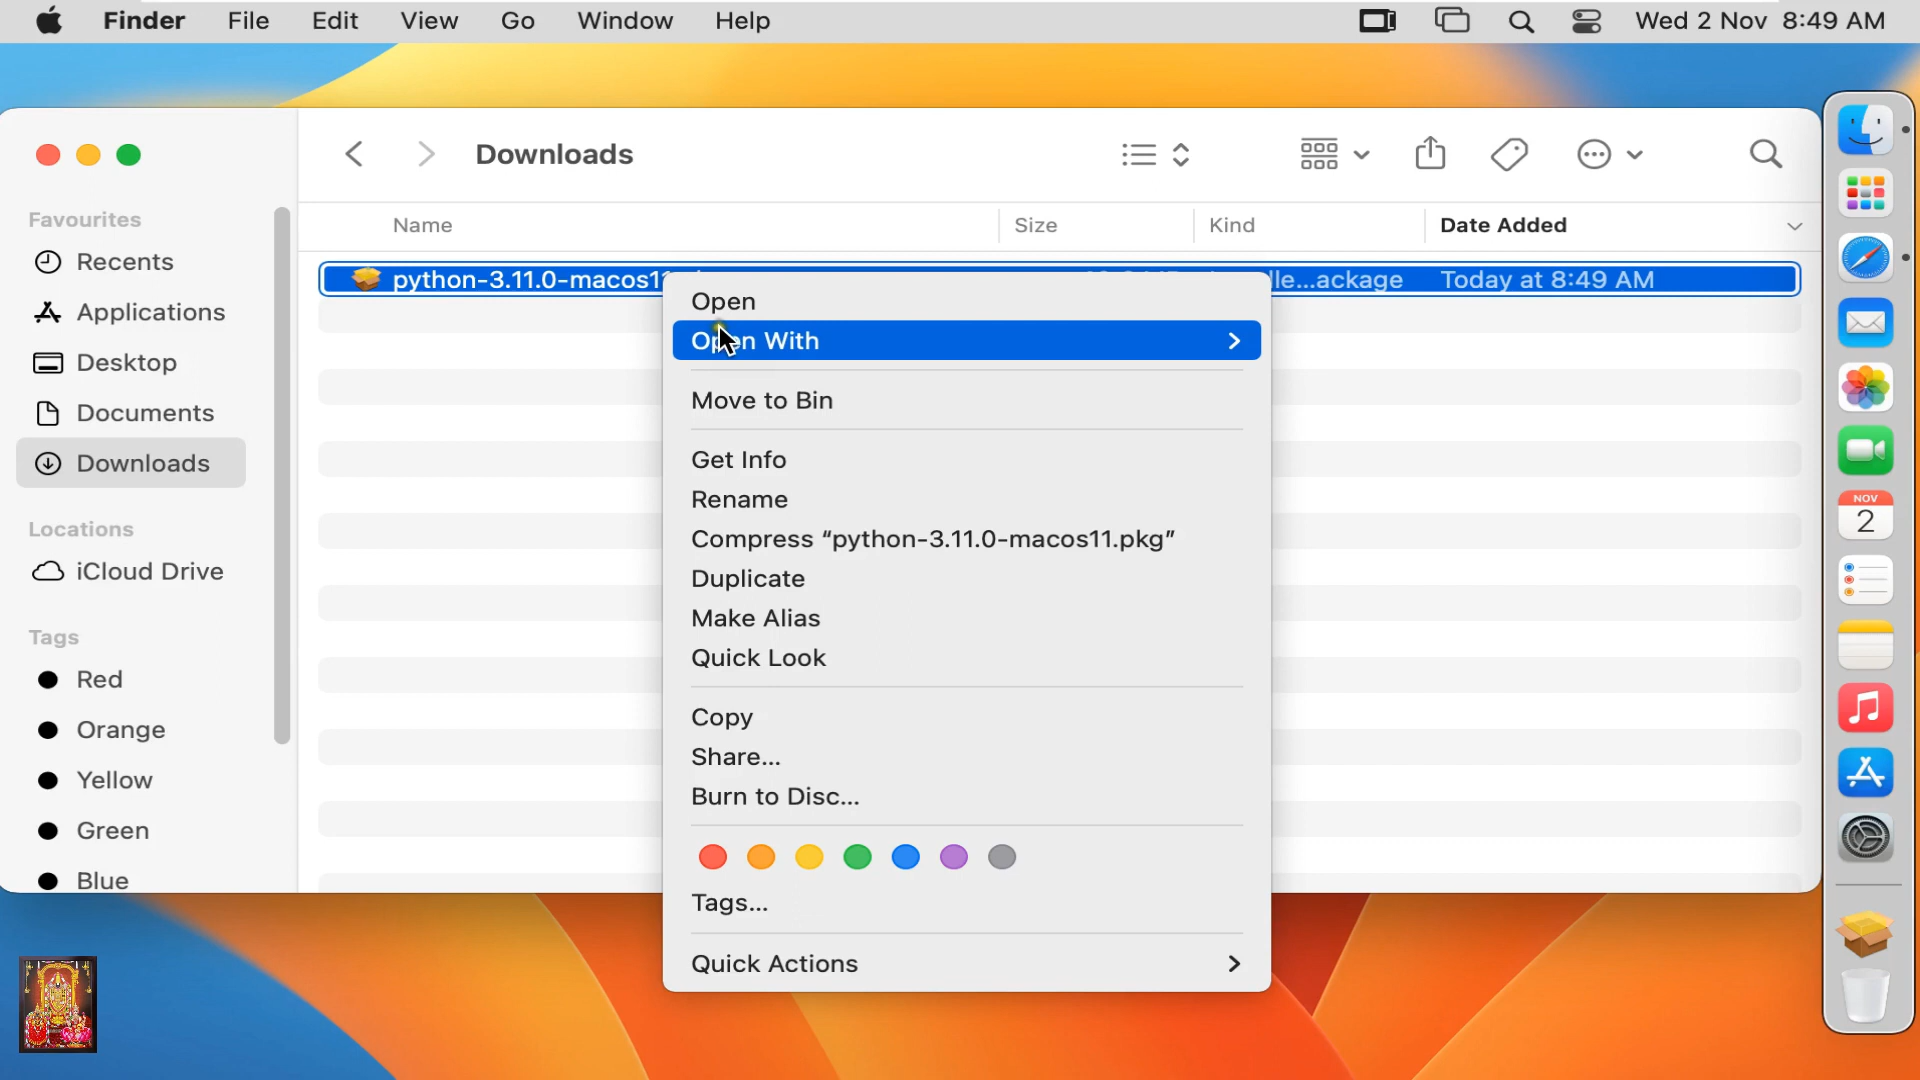 Finder File Edit View Go Window Help Wed 2 Nov 8:49 AM
Downloads
Favourites
Recents
Applications
Desktop
Documents
Downloads
Locations
iCloud Drive
Tags
Red
Orange
Yellow
Green
Blue
Name Size Kind Date Added
python-3.11.0-macos11 le...ackage Today at 8:49 AM
Open
Open With
Move to Bin
Get Info
Rename
Compress “python-3.11.0-macos11.pkg”
Duplicate
Make Alias
Quick Look
Copy
Share...
Burn to Disc...
Tags...
Quick Actions
NOV
2